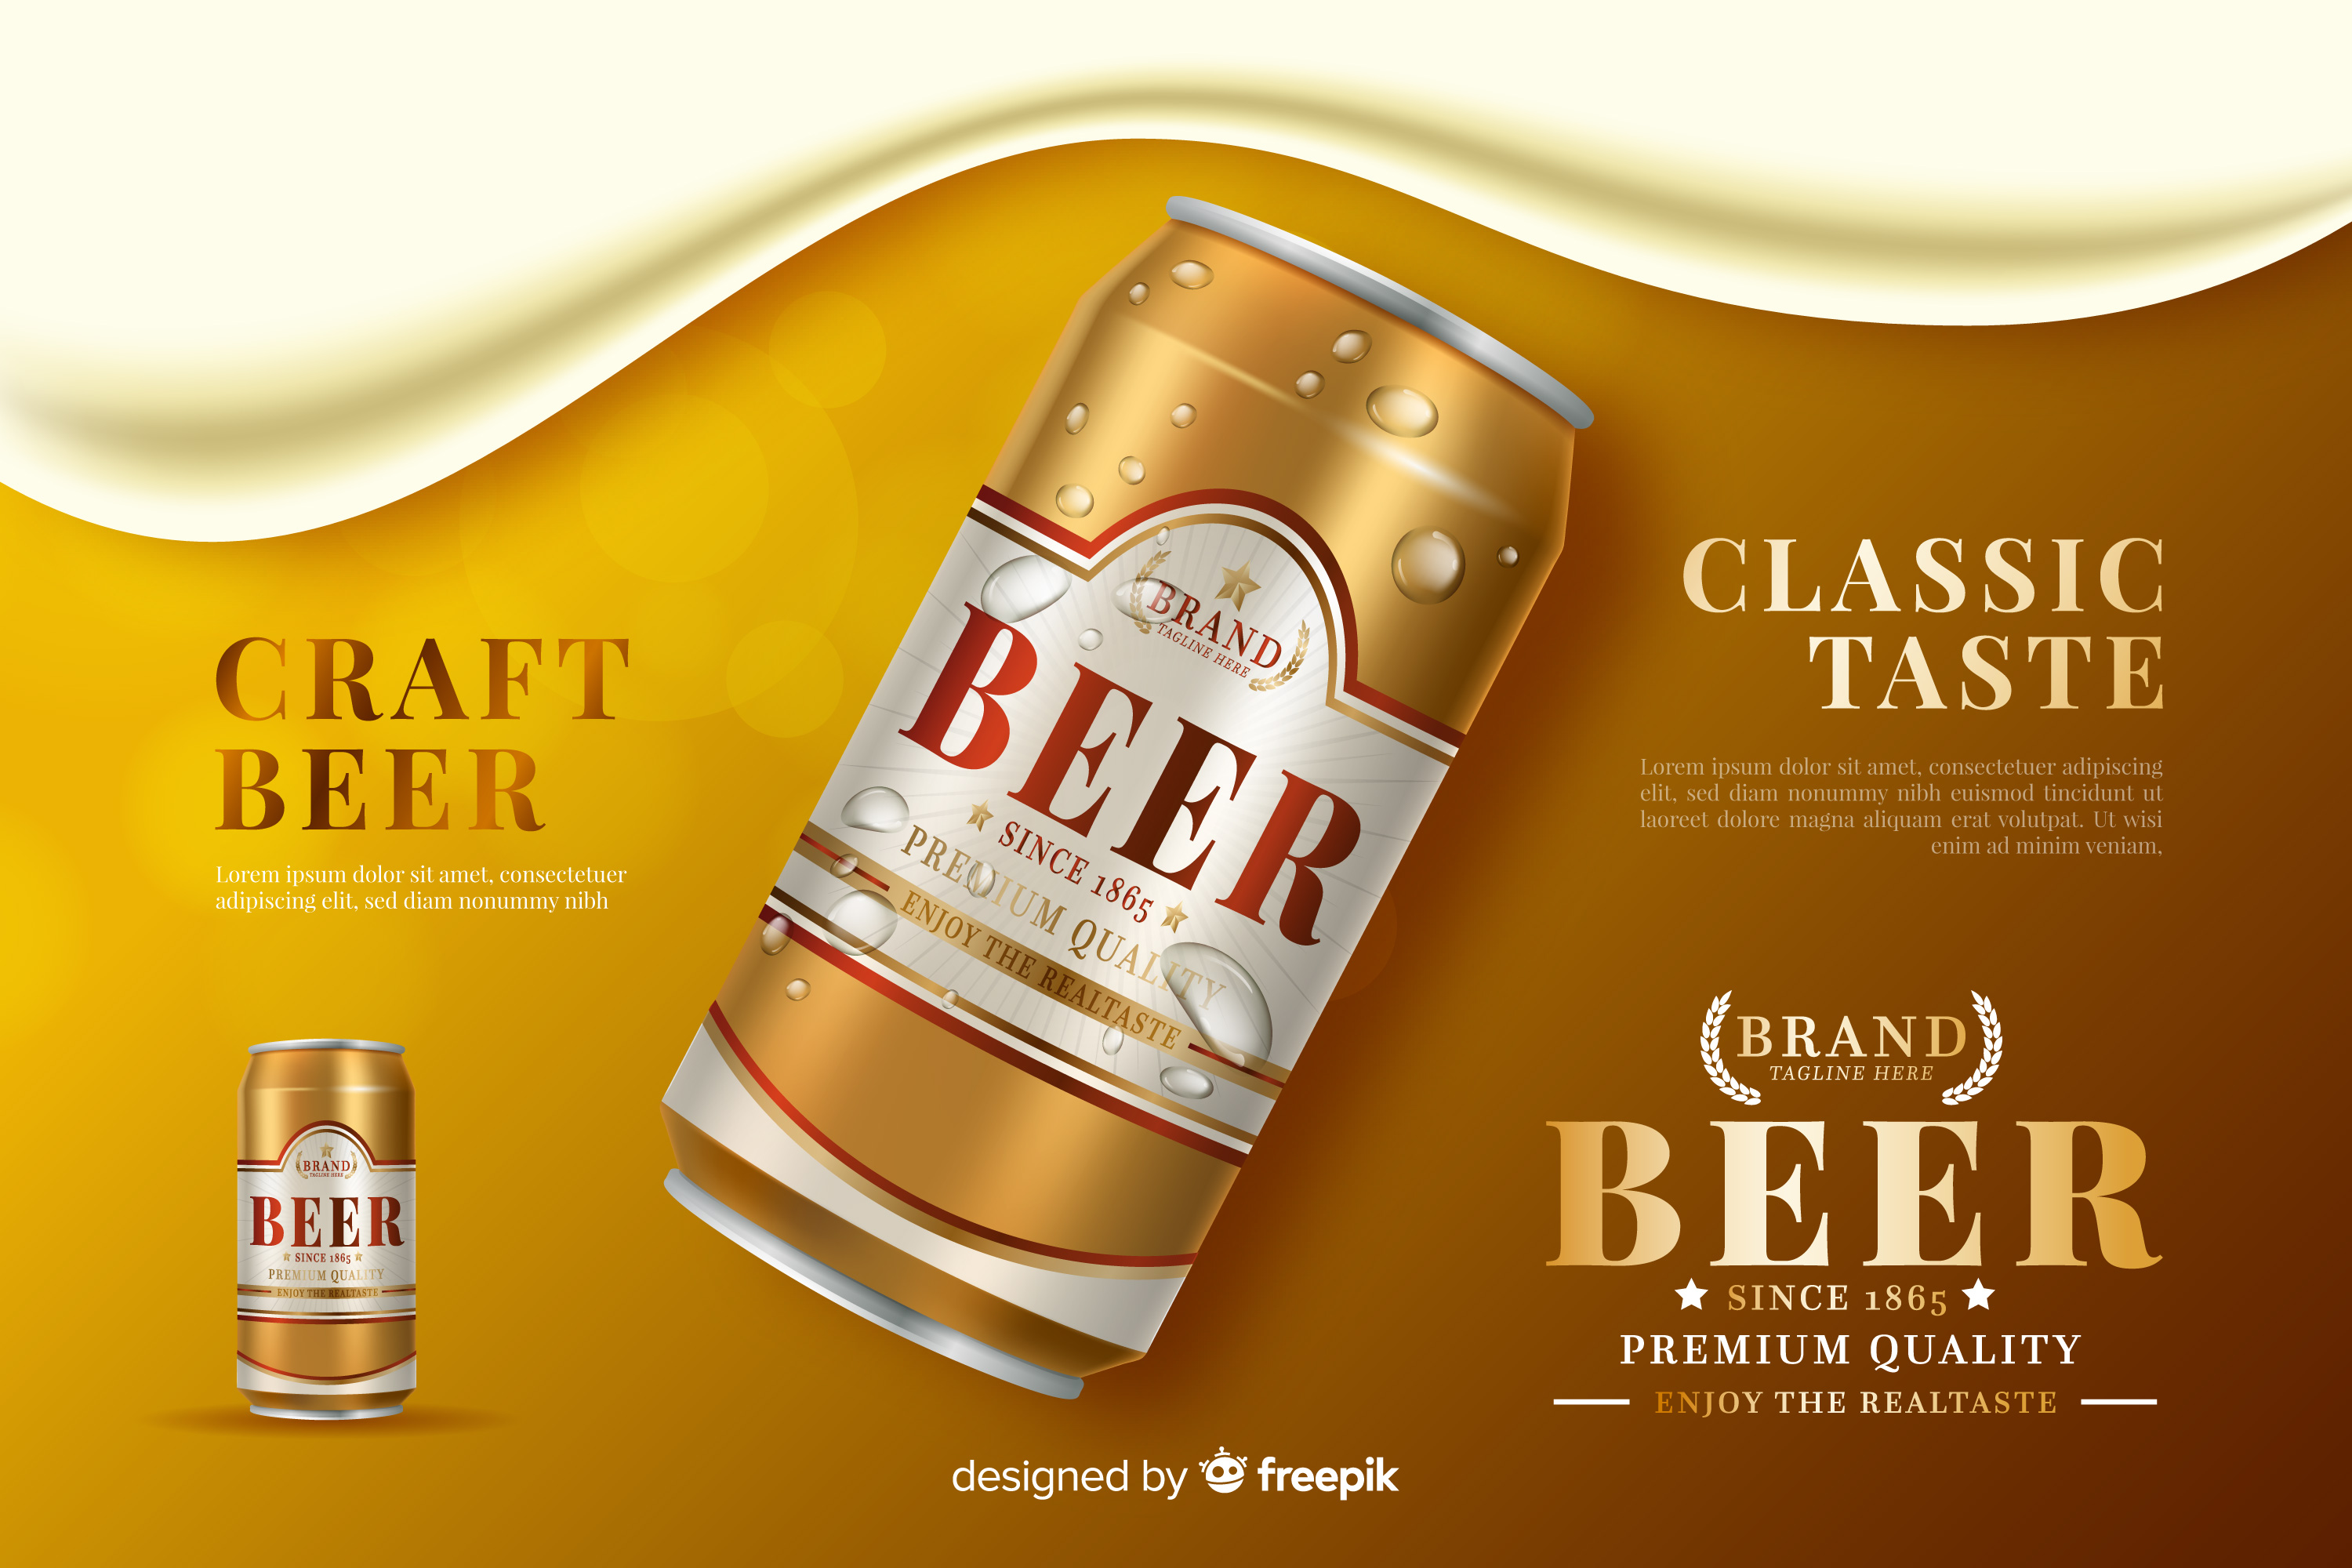 CRAFT
BEER
Lorem ipsum dolor sit amet, consectetuer
adipiscing elit, sed diam nonummy nibh
BRAND
TAGLINE HERE
BEER
SINCE 1865
PREMIUM QUALITY
ENJOY THE REALTASTE
BRAND
TAGLINE HERE
BEER
SINCE 1865
PREMIUM QUALITY
ENJOY THE REALTASTE
CLASSIC
TASTE
Lorem ipsum dolor sit amet, consectetuer adipiscing
elit, sed diam nonummy nibh euismod tincidunt ut
laoreet dolore magna aliquam erat volutpat. Ut wisi
enim ad minim veniam,
BRAND
TAGLINE HERE
BEER
SINCE 1865
PREMIUM QUALITY
ENJOY THE REALTASTE
designed by freepik